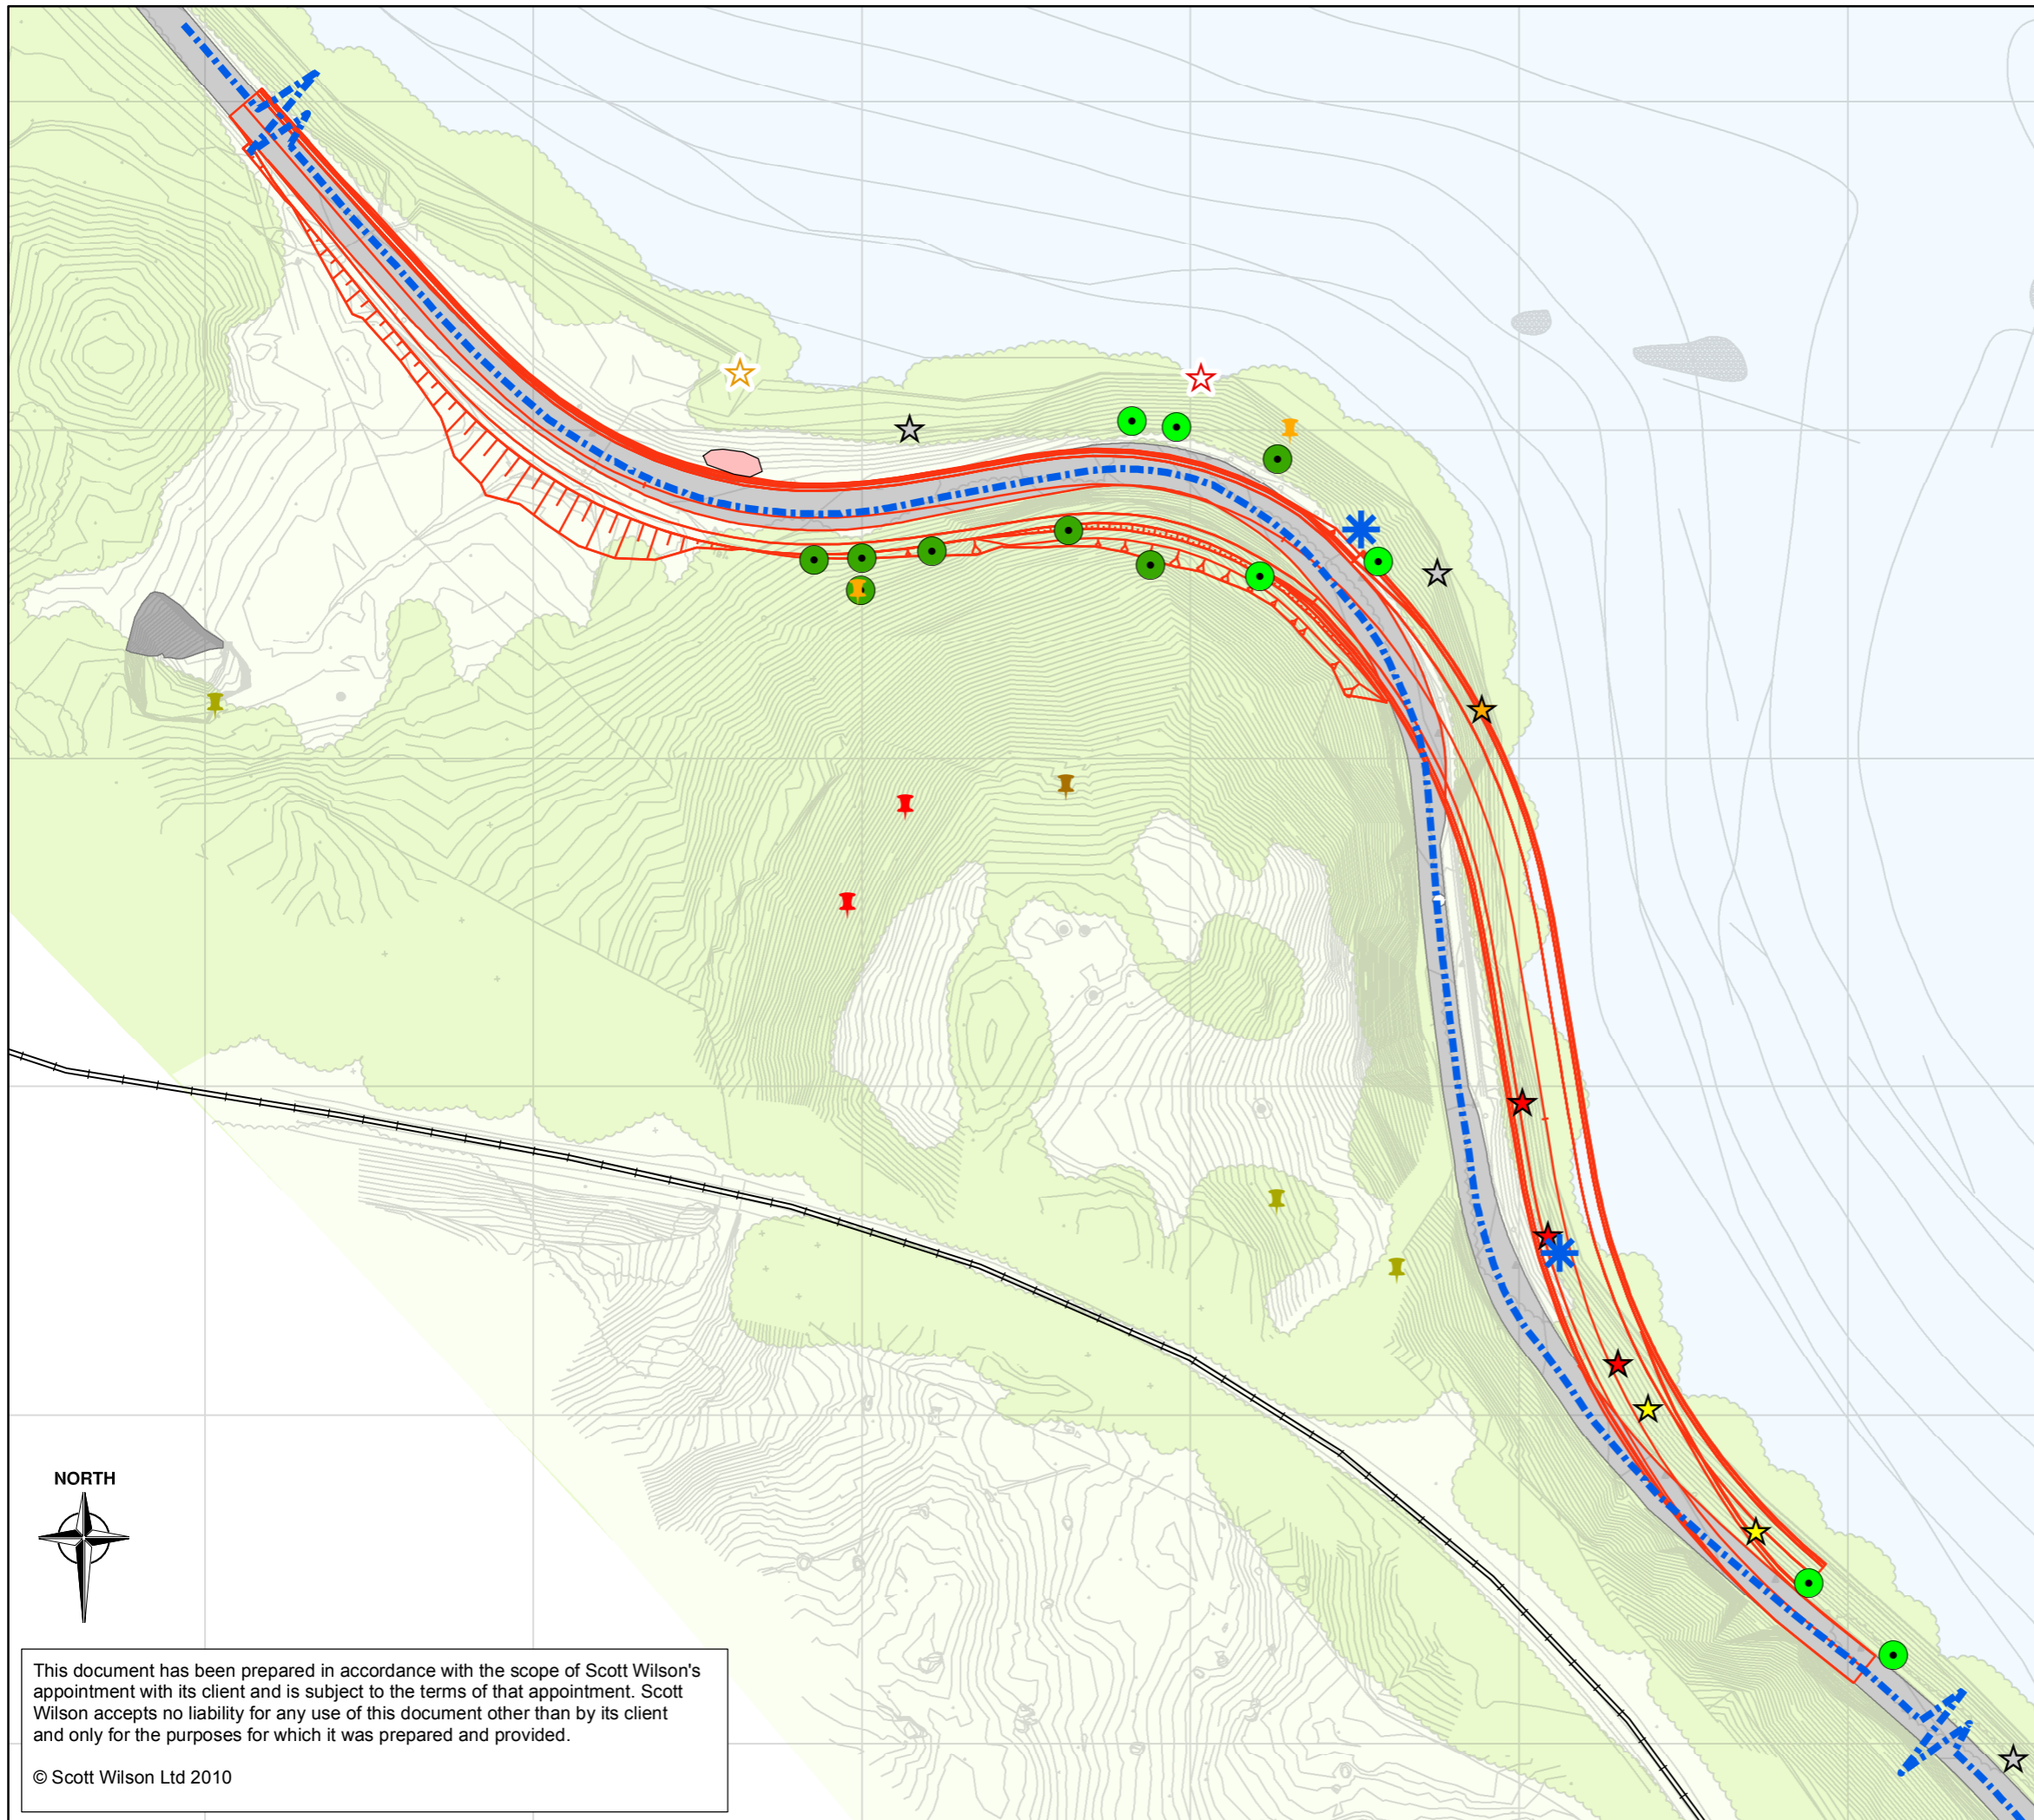 NORTH
This document has been prepared in accordance with the scope of Scott Wilson's
appointment with its client and is subject to the terms of that appointment. Scott
Wilson accepts no liability for any use of this document other than by its client
and only for the purposes for which it was prepared and provided.
© Scott Wilson Ltd 2010